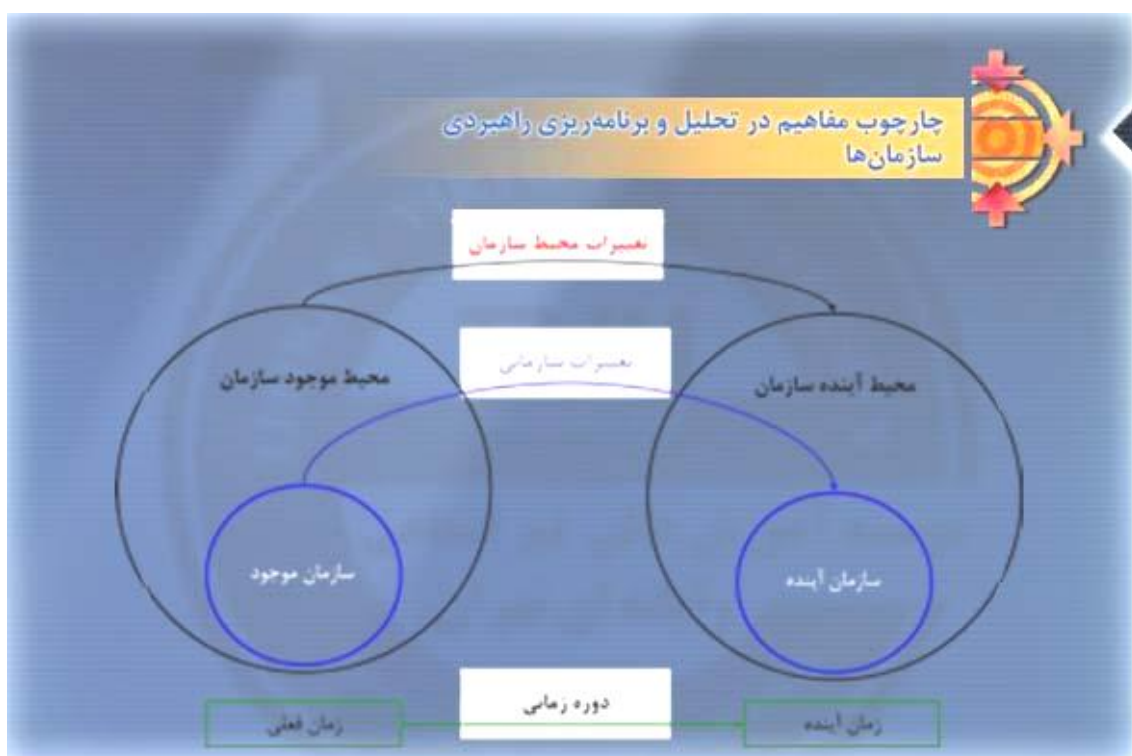 چارچوب مفاهیم در تحلیل و برنامه‌ریزی راهبردی
سازمان‌ها
تغییرات محیط سازمان
تغییرات سازمانی
محیط موجود سازمان
محیط آینده سازمان
سازمان موجود
سازمان آینده
دوره زمانی
زمان فعلی
زمان آینده